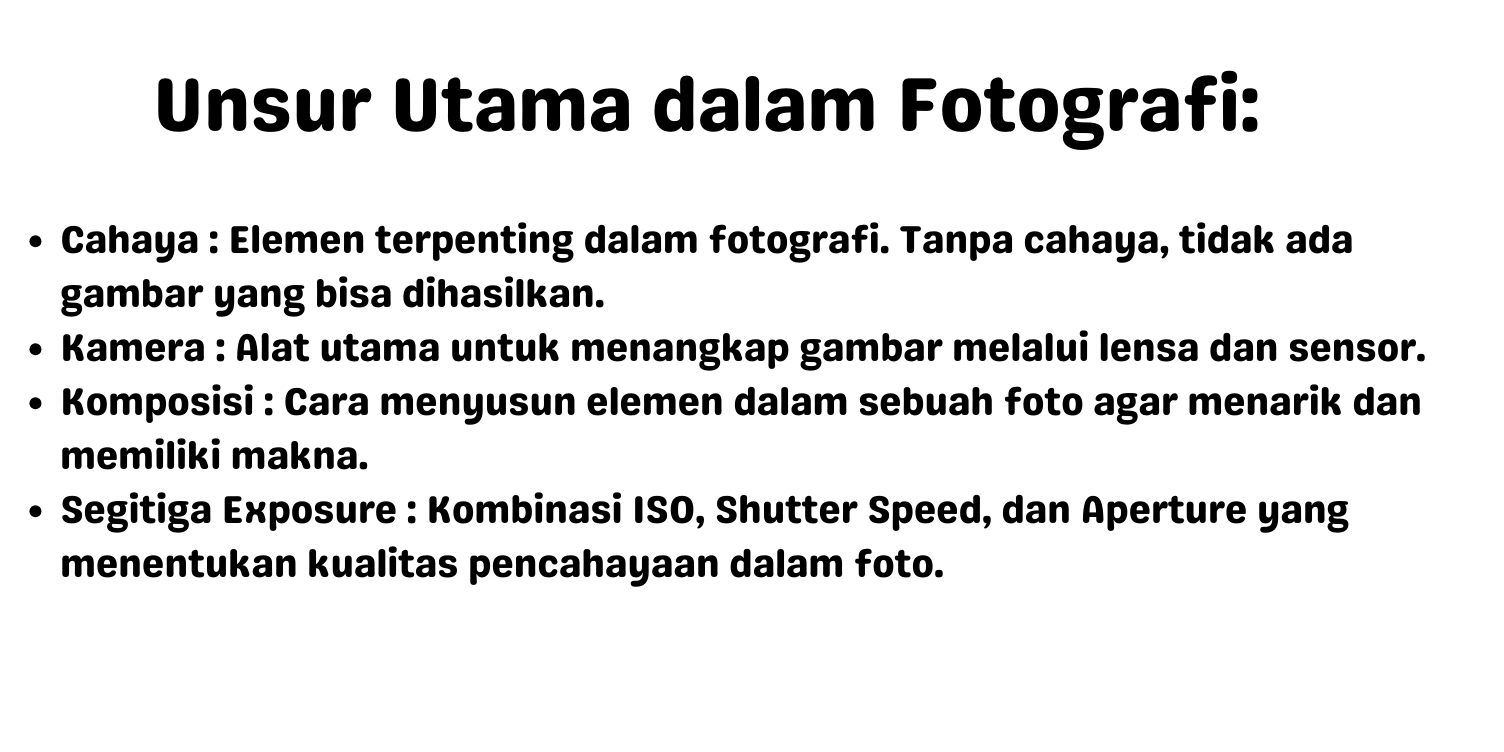 Unsur Utama dalam Fotografi:
• Cahaya : Elemen terpenting dalam fotografi. Tanpa cahaya, tidak ada
gambar yang bisa dihasilkan.
• Kamera : Alat utama untuk menangkap gambar melalui lensa dan sensor.
• Komposisi : Cara menyusun elemen dalam sebuah foto agar menarik dan
memiliki makna.
• Segitiga Exposure : Kombinasi ISO, Shutter Speed, dan Aperture yang
menentukan kualitas pencahayaan dalam foto.